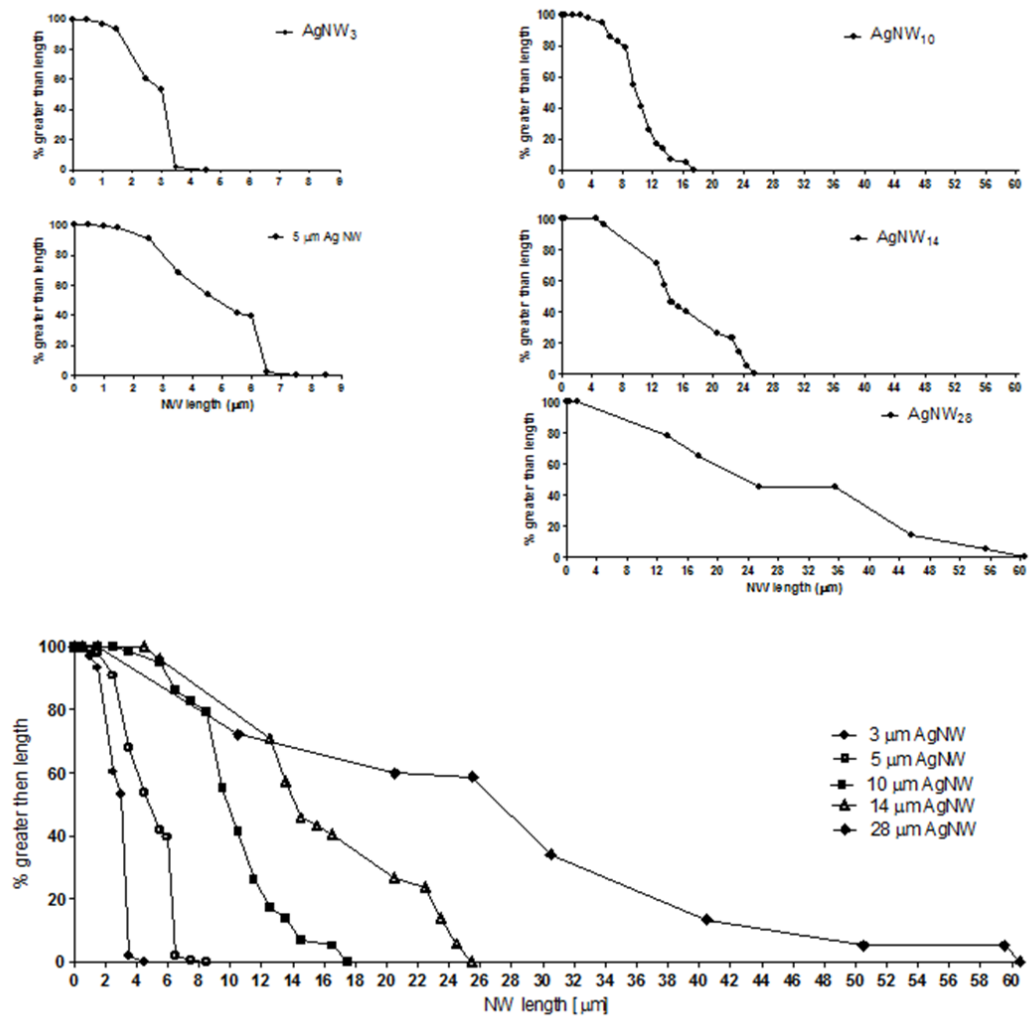 AgNW3
% greater than length
100
80
60
40
20
0
0 1 2 3 4 5 6 7 8 9
AgNW10
% greater than length
100
80
60
40
20
0
0 4 8 12 16 20 24 28 32 36 40 44 48 52 56 60
5 μm Ag NW
% greater than length
100
80
60
40
20
0
0 1 2 3 4 5 6 7 8 9
NW length (μm)
AgNW14
% greater than length
100
80
60
40
20
0
0 4 8 12 16 20 24 28 32 36 40 44 48 52 56 60
AgNW28
% greater than length
100
80
60
40
20
0
0 4 8 12 16 20 24 28 32 36 40 44 48 52 56 60
NW length (μm)
% greater then length
100
80
60
40
20
0
3 μm AgNW
5 μm AgNW
10 μm AgNW
14 μm AgNW
28 μm AgNW
0 2 4 6 8 10 12 14 16 18 20 22 24 26 28 30 32 34 36 38 40 42 44 46 48 50 52 54 56 58 60
NW length [μm]